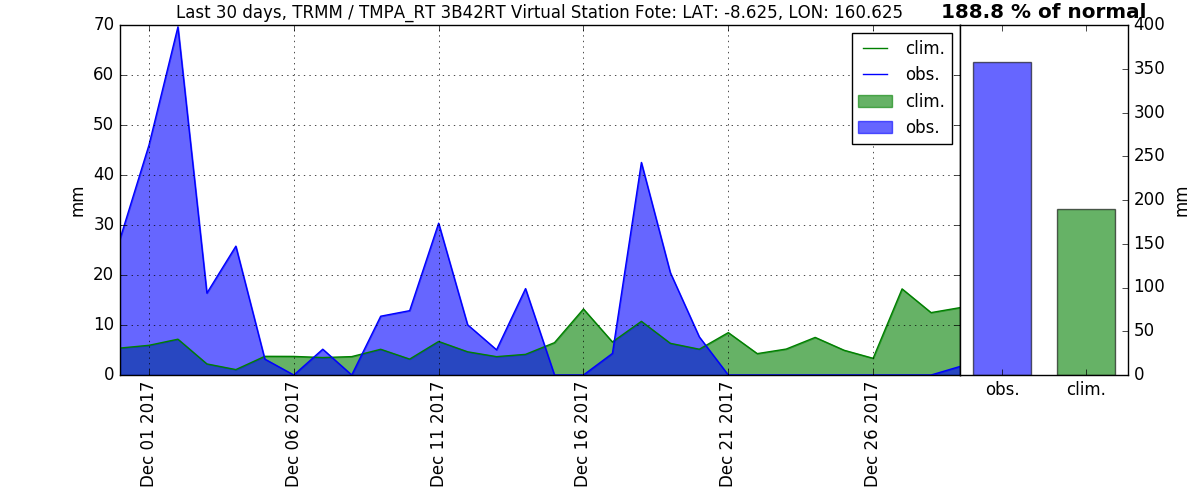 Last 30 days, TRMM / TMPA_RT 3B42RT Virtual Station Fote: LAT: -8.625, LON: 160.625
188.8 % of normal
70
60
50
40
30
20
10
0
mm
clim.
obs.
clim.
obs.
400
350
300
250
200
150
100
50
0
mm
Dec 01 2017
Dec 06 2017
Dec 11 2017
Dec 16 2017
Dec 21 2017
Dec 26 2017
obs.
clim.